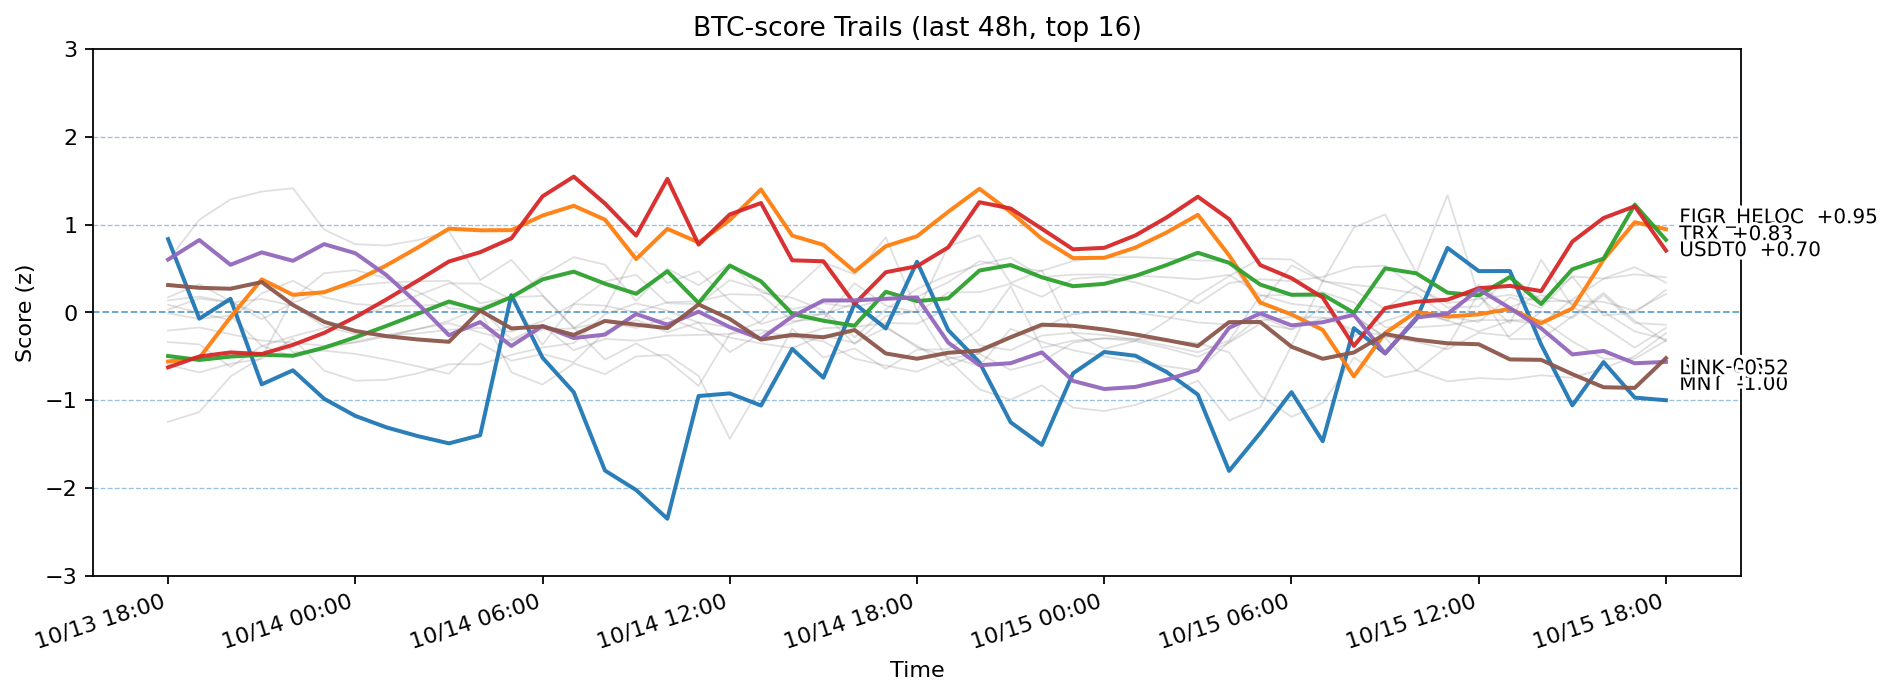 BTC-score Trails (last 48h, top 16)
Score (z)
3
2
1
0
−1
−2
−3
FIGR_HELOC +0.95
TRX +0.83
USDT0 +0.70
LINK -0.52
MNT -1.00
10/13 18:00
10/14 00:00
10/14 06:00
10/14 12:00
10/14 18:00
10/15 00:00
10/15 06:00
10/15 12:00
10/15 18:00
Time